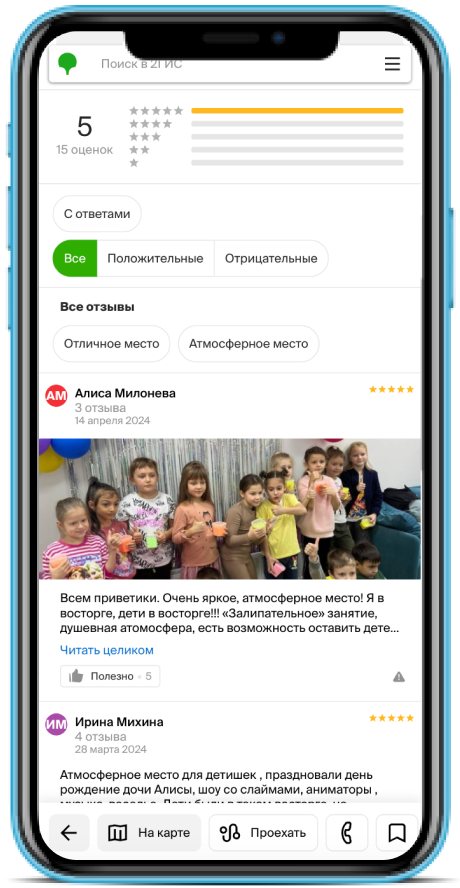 Поиск в 2ГИС
5
15 оценок
С ответами
Все
Положительные
Отрицательные
Все отзывы
Отличное место
Атмосферное место
АМ
Алиса Милонева
3 отзыва
14 апреля 2024
Всем приветики. Очень яркое, атмосферное место! Я в
восторге, дети в восторге!!! «Залипательное» занятие,
душевная атомосфера, есть возможность оставить дете...
Читать целиком
Полезно · 5
ИМ
Ирина Михина
4 отзыва
28 марта 2024
Атмосферное место для детишек , праздновали день
рождение дочи Алисы, шоу со слаймами, аниматоры ,
На карте
Проехать